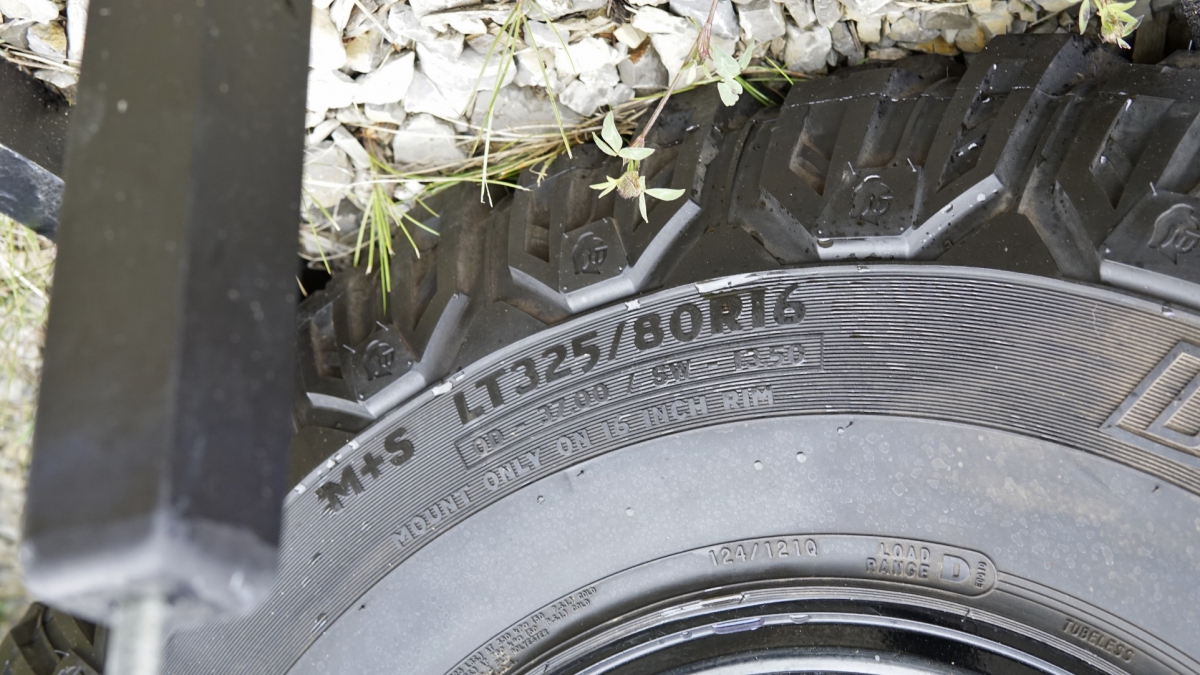 M+S LT325/80R16
OD - 37.00 / SW - 13.50
MOUNT ONLY ON 16 INCH RIM
124/121Q
LOAD RANGE D
TUBELESS